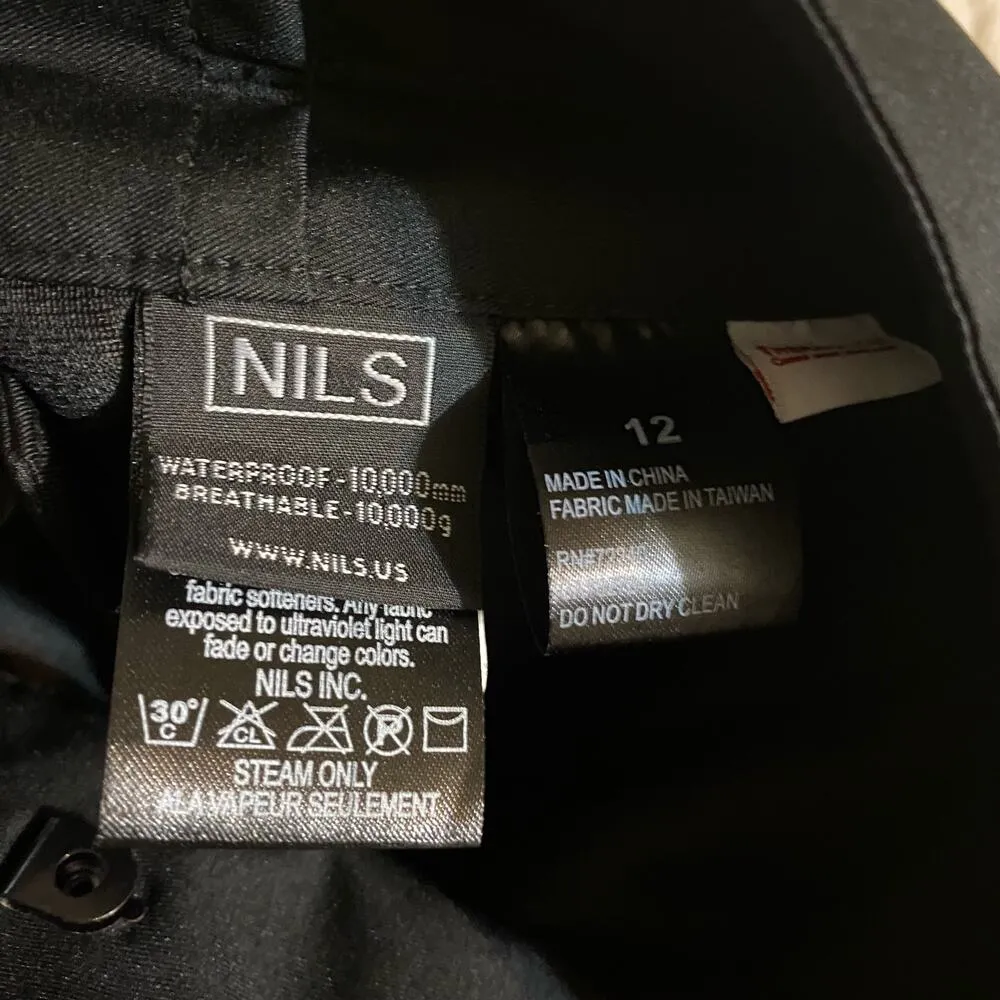 NILS
WATERPROOF-10,000mm
BREATHABLE-10,000g
WWW.NILS.US
fabric softeners. Any fabric
exposed to ultraviolet light can
fade or change colors.
NILS INC.
30°
C
CL
P
STEAM ONLY
A LA VAPEUR SEULEMENT
12
MADE IN CHINA
FABRIC MADE IN TAIWAN
DO NOT DRY CLEAN